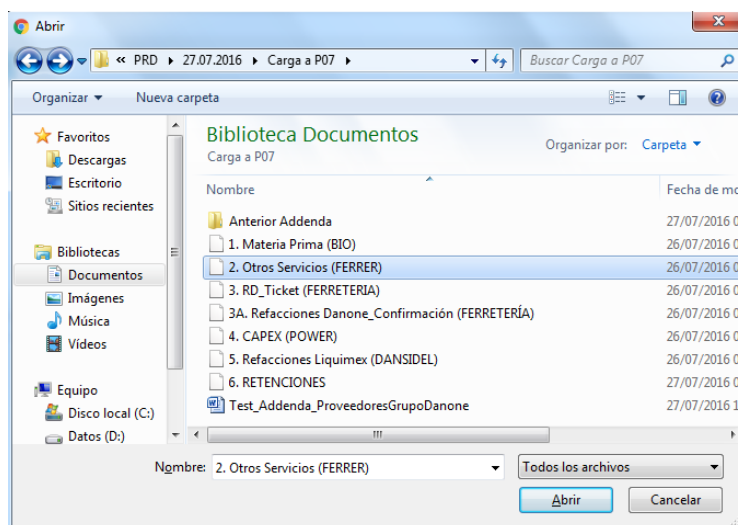 Abrir
« PRD ▸ 27.07.2016 ▸ Carga a P07 ▸
Buscar Carga a P07
Organizar ▾ Nueva carpeta
Favoritos
Descargas
Escritorio
Sitios recientes
Bibliotecas
Documentos
Imágenes
Música
Vídeos
Equipo
Disco local (C:)
Datos (D:)
Biblioteca Documentos
Carga a P07
Organizar por: Carpeta ▾
Nombre Fecha de mo
Anterior Addenda 27/07/2016 0
1. Materia Prima (BIO) 26/07/2016 0
2. Otros Servicios (FERRER) 26/07/2016 0
3. RD_Ticket (FERRETERIA) 26/07/2016 0
3A. Refacciones Danone_Confirmación (FERRETERÍA) 26/07/2016 0
4. CAPEX (POWER) 26/07/2016 0
5. Refacciones Liquimex (DANSIDEL) 26/07/2016 0
6. RETENCIONES 27/07/2016 0
Test_Addenda_ProveedoresGrupoDanone 27/07/2016 1
Nombre: 2. Otros Servicios (FERRER) Todos los archivos
Abrir Cancelar